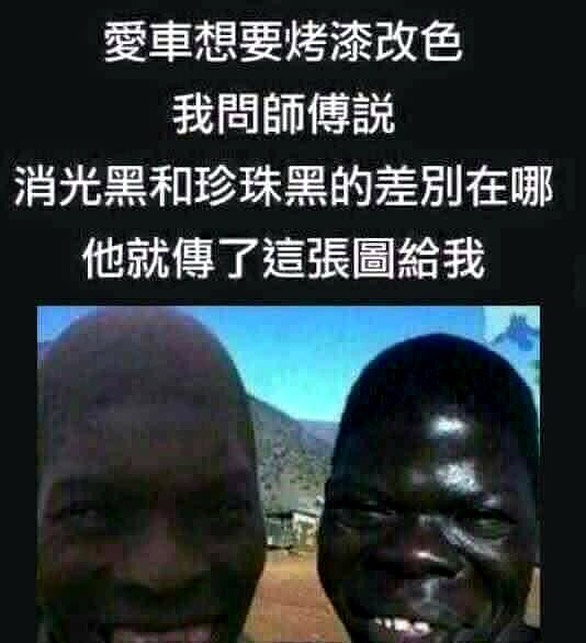 愛車想要烤漆改色
我問師傅説
消光黑和珍珠黑的差別在哪
他就傳了這張圖給我